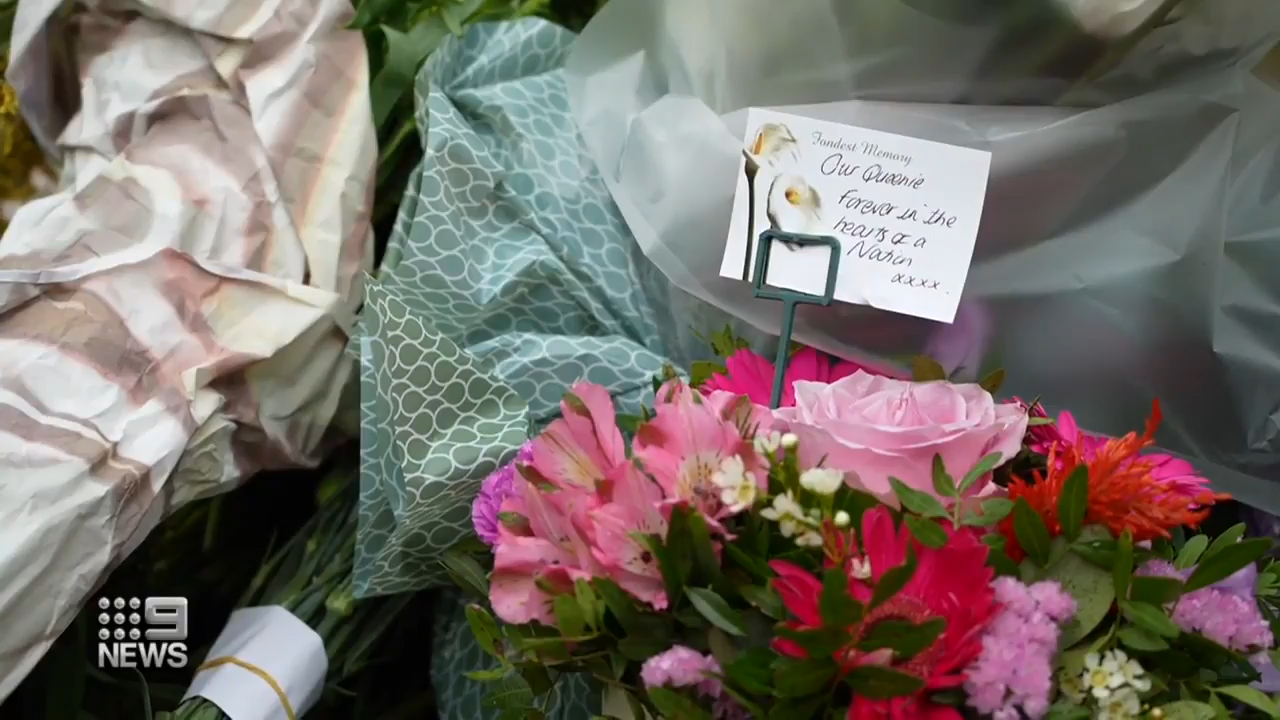 Fondest Memory
Our Queenie
Forever in the
hearts of a
Nation
xxxx.
9
NEWS